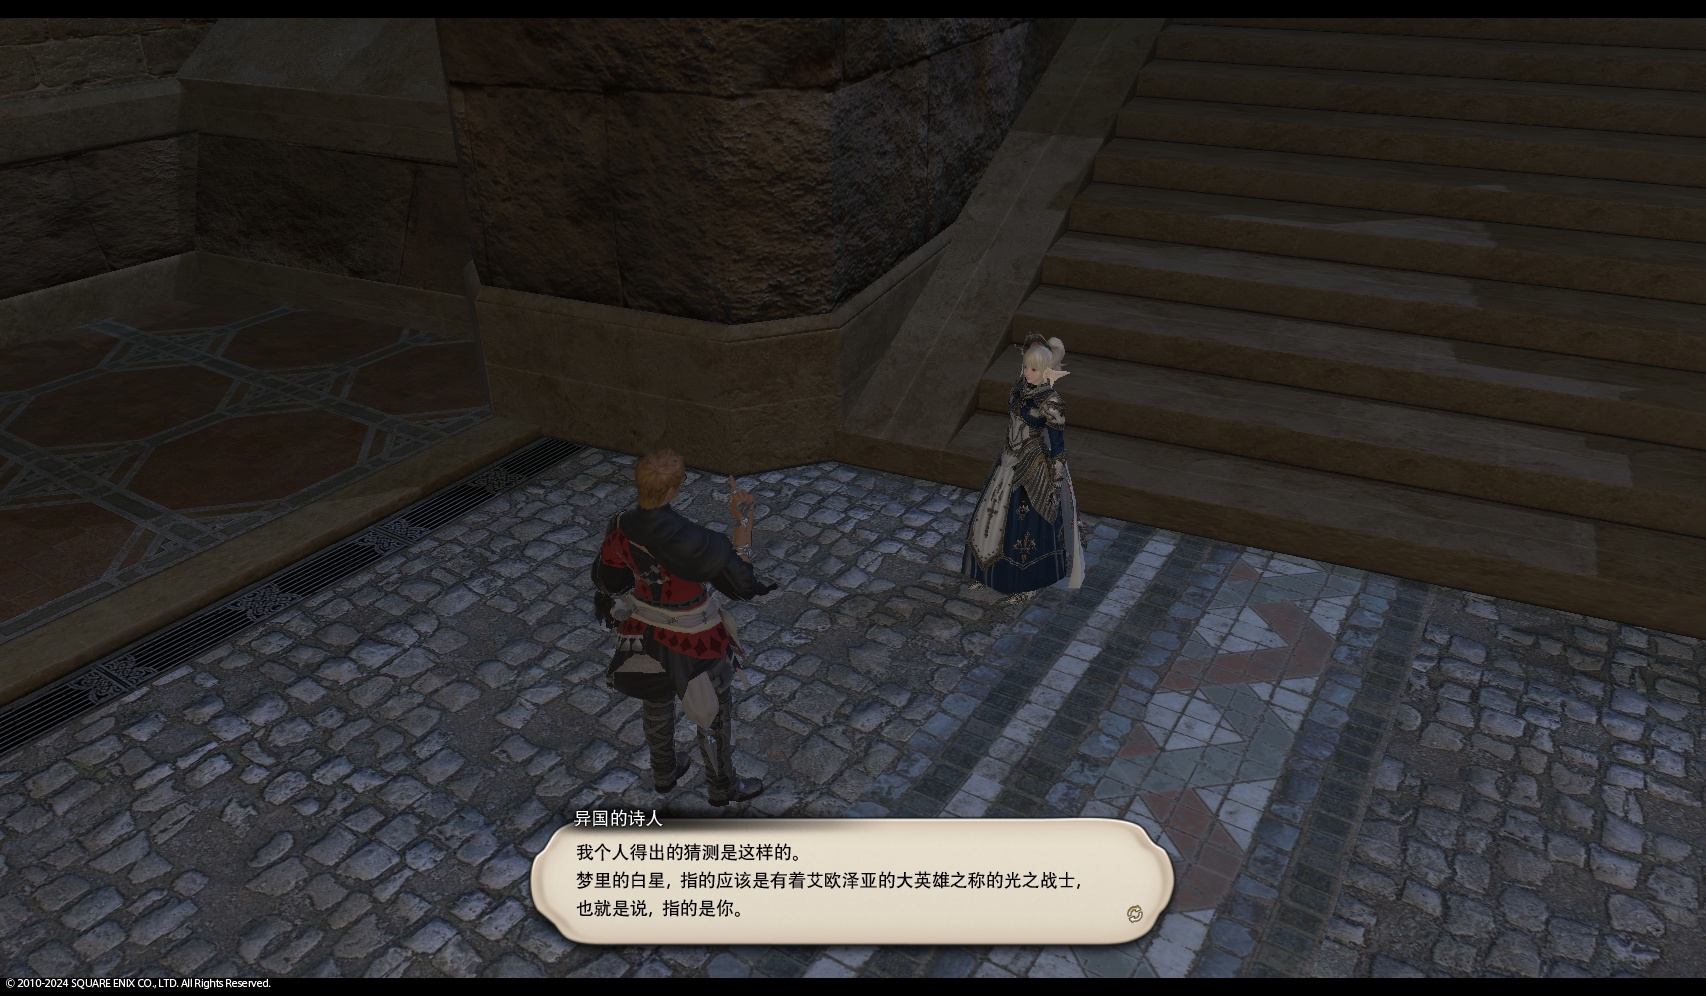 异国的诗人
我个人得出的猜测是这样的。
梦里的白星，指的应该是有着艾欧泽亚的大英雄之称的光之战士，
也就是说，指的是你。
© 2010-2024 SQUARE ENIX CO., LTD. All Rights Reserved.